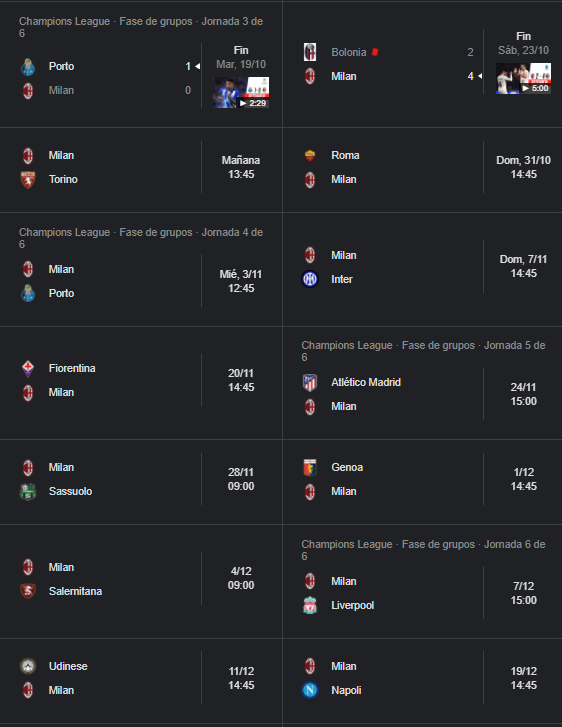 Champions League · Fase de grupos · Jornada 3 de
6
Porto 1
Milan 0
Fin
Mar, 19/10
2:29
Bolonia 2
Milan 4
Fin
Sáb, 23/10
5:00
Milan
Torino
Mañana
13:45
Roma
Milan
Dom, 31/10
14:45
Champions League · Fase de grupos · Jornada 4 de
6
Milan
Porto
Mié, 3/11
12:45
Milan
Inter
Dom, 7/11
14:45
Fiorentina
Milan
20/11
14:45
Champions League · Fase de grupos · Jornada 5 de
6
Atlético Madrid
Milan
24/11
15:00
Milan
Sassuolo
28/11
09:00
Genoa
Milan
1/12
14:45
Milan
Salernitana
4/12
09:00
Champions League · Fase de grupos · Jornada 6 de
6
Milan
Liverpool
7/12
15:00
Udinese
Milan
11/12
14:45
Milan
Napoli
19/12
14:45